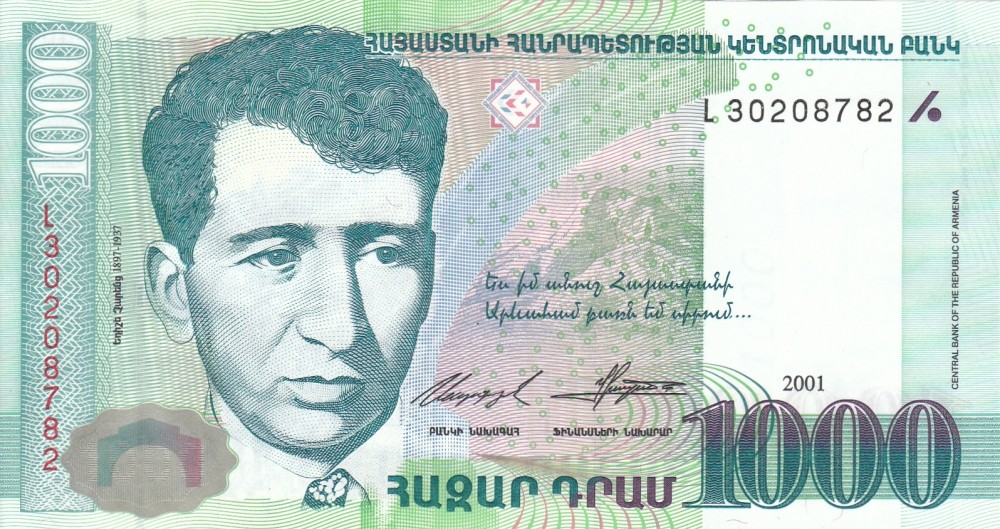 1000
ՀԱՅԱՍՏԱՆԻ ՀԱՆՐԱՊԵՏՈՒԹՅԱՆ ԿԵՆՏՐՈՆԱԿԱՆ ԲԱՆԿ
Լ 30208782
Լ30208782
Եղիշե Չարենց 1897-1937
CENTRAL BANK OF THE REPUBLIC OF ARMENIA
Ես իմ անուշ Հայաստանի
Արևահամ բառն եմ սիրում...
2001
ԲԱՆԿԻ ՆԱԽԱԳԱՀ
ՖԻՆԱՆՍՆԵՐԻ ՆԱԽԱՐԱՐ
ՀԱԶԱՐ ԴՐԱՄ
1000